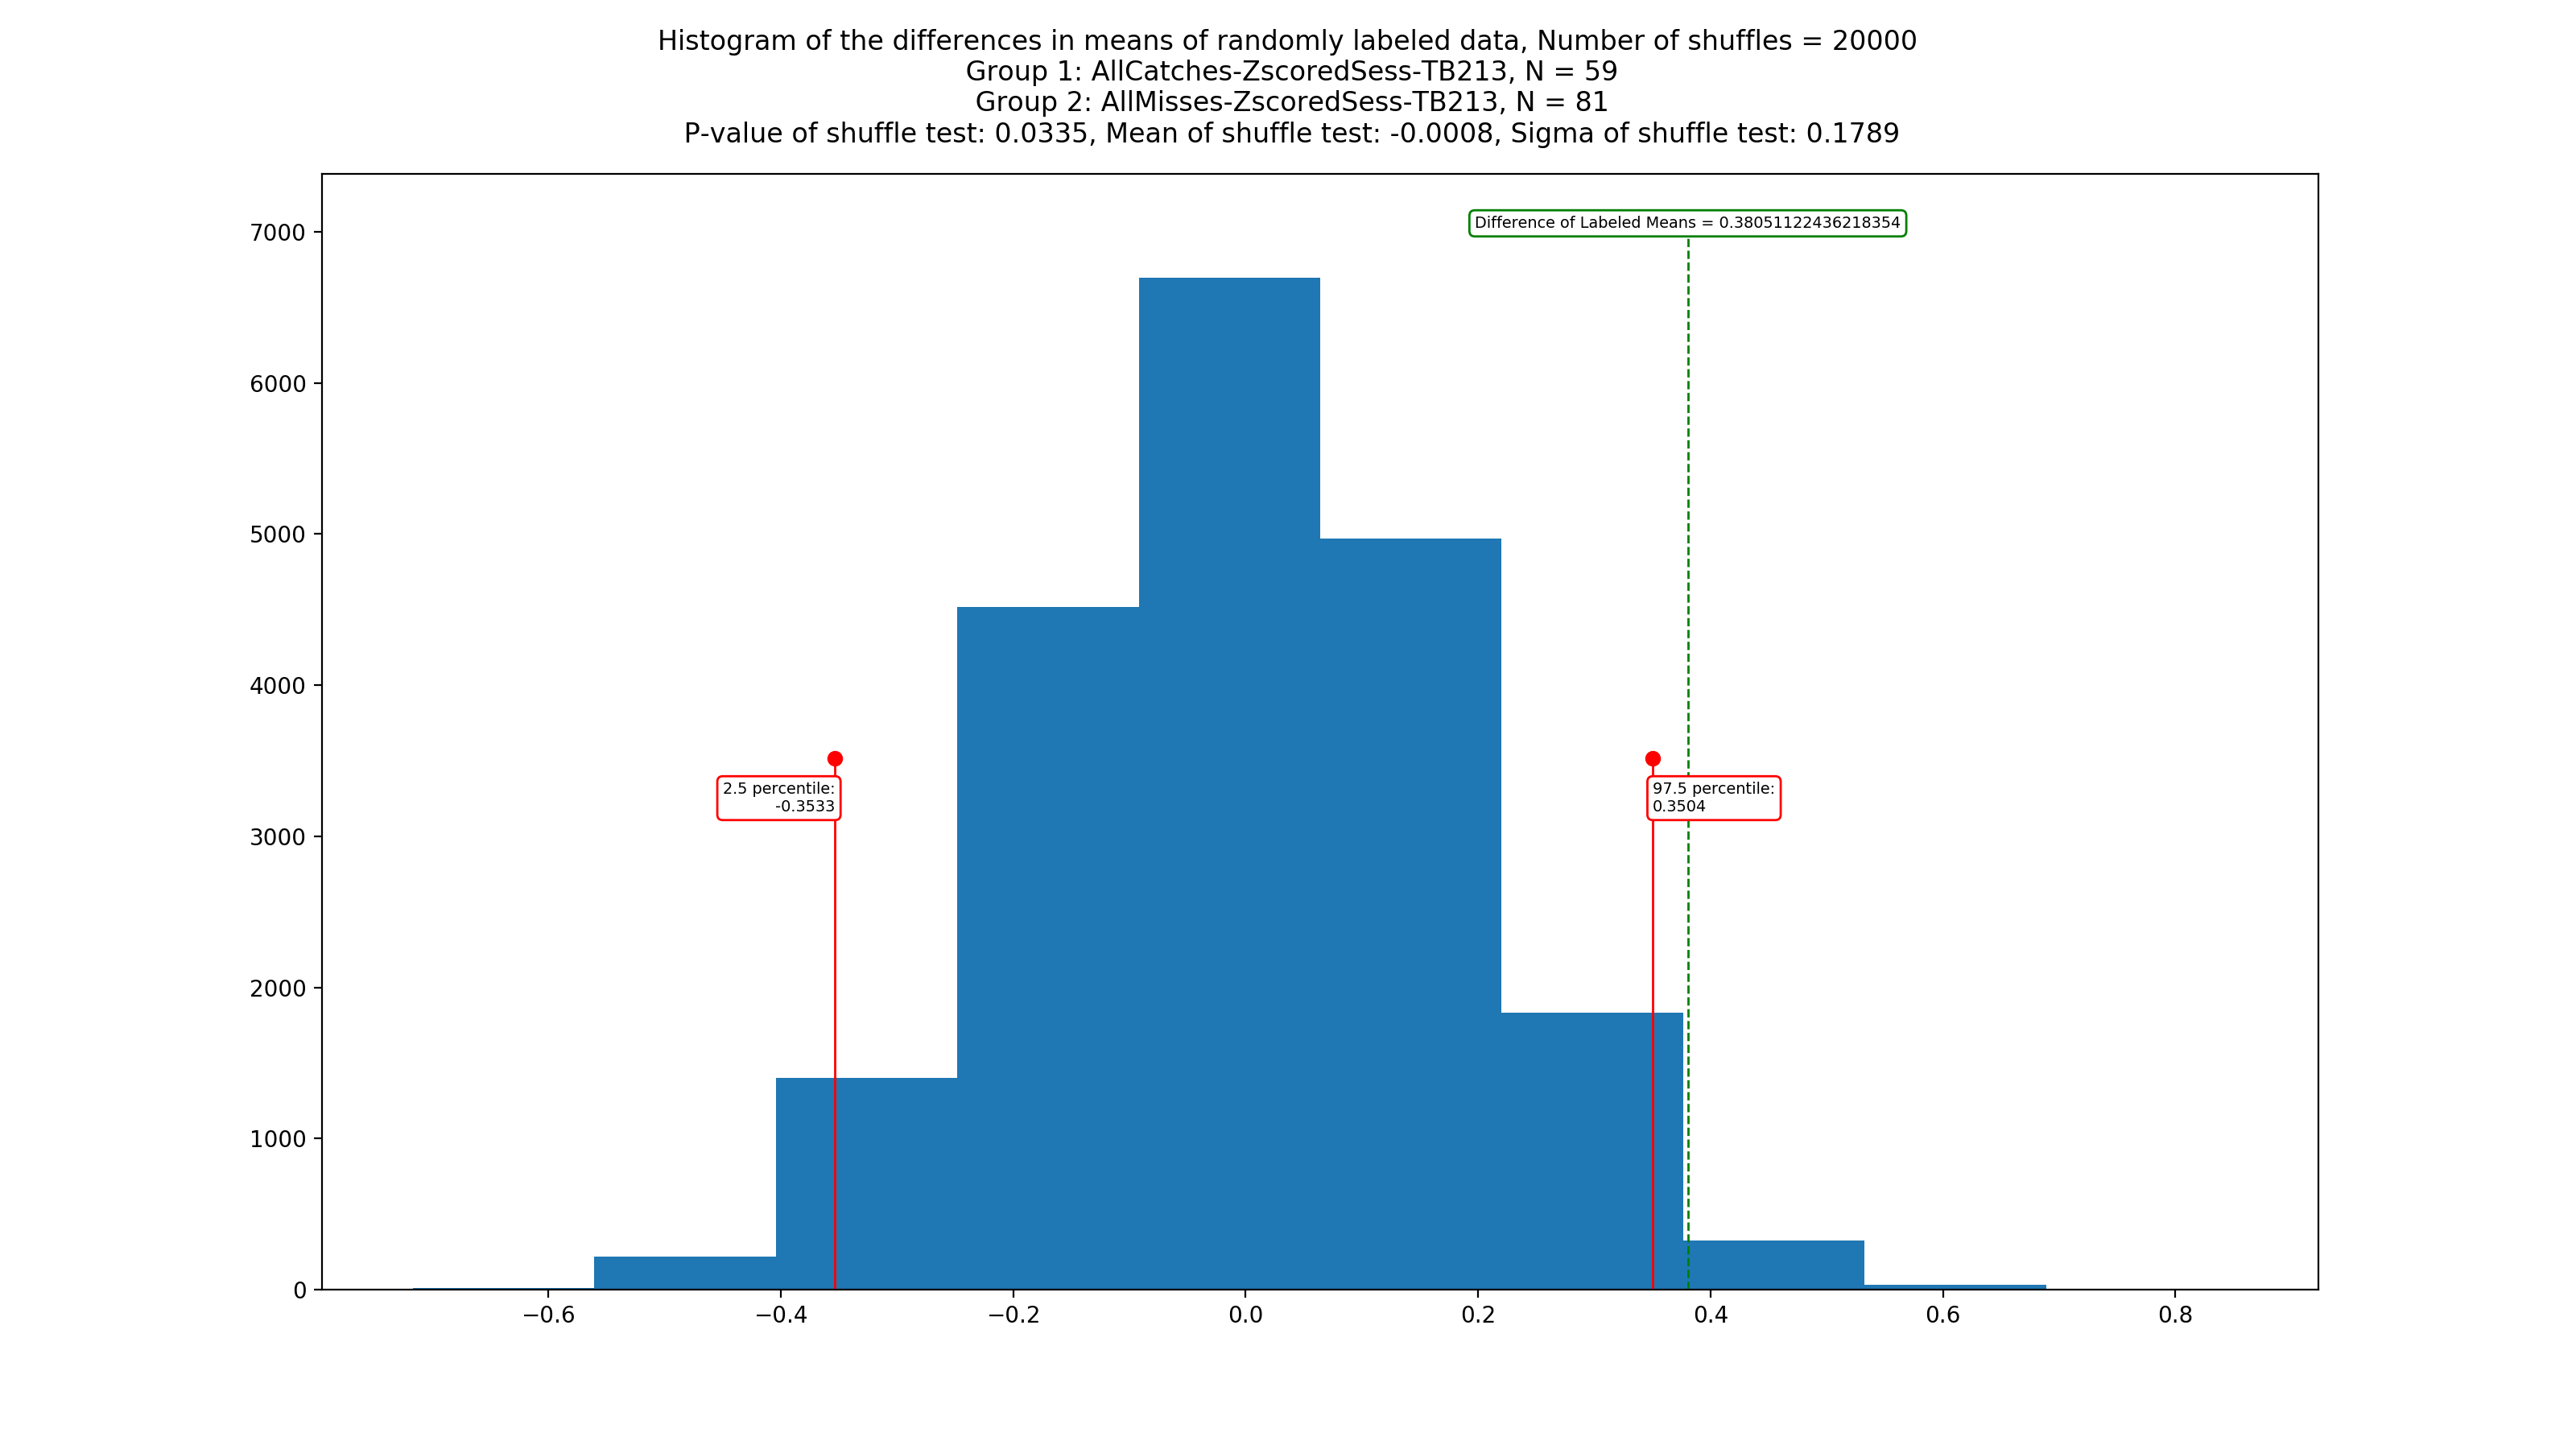 Histogram of the differences in means of randomly labeled data, Number of shuffles = 20000
Group 1: AllCatches-ZscoredSess-TB213, N = 59
Group 2: AllMisses-ZscoredSess-TB213, N = 81
P-value of shuffle test: 0.0335, Mean of shuffle test: -0.0008, Sigma of shuffle test: 0.1789
Difference of Labeled Means = 0.38051122436218354
7000
6000
5000
4000
3000
2000
1000
0
2.5 percentile:
-0.3533
97.5 percentile:
0.3504
−0.6 −0.4 −0.2 0.0 0.2 0.4 0.6 0.8